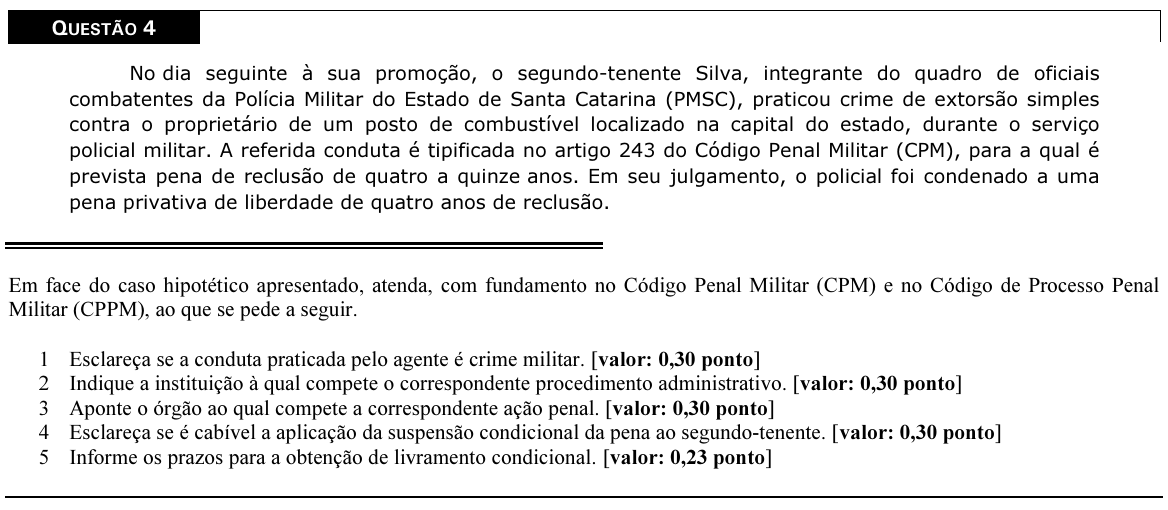 QUESTÃO 4
No dia seguinte à sua promoção, o segundo-tenente Silva, integrante do quadro de oficiais
combatentes da Polícia Militar do Estado de Santa Catarina (PMSC), praticou crime de extorsão simples
contra o proprietário de um posto de combustível localizado na capital do estado, durante o serviço
policial militar. A referida conduta é tipificada no artigo 243 do Código Penal Militar (CPM), para a qual é
prevista pena de reclusão de quatro a quinze anos. Em seu julgamento, o policial foi condenado a uma
pena privativa de liberdade de quatro anos de reclusão.
Em face do caso hipotético apresentado, atenda, com fundamento no Código Penal Militar (CPM) e no Código de Processo Penal
Militar (CPPM), ao que se pede a seguir.
1 Esclareça se a conduta praticada pelo agente é crime militar. [valor: 0,30 ponto]
2 Indique a instituição à qual compete o correspondente procedimento administrativo. [valor: 0,30 ponto]
3 Aponte o órgão ao qual compete a correspondente ação penal. [valor: 0,30 ponto]
4 Esclareça se é cabível a aplicação da suspensão condicional da pena ao segundo-tenente. [valor: 0,30 ponto]
5 Informe os prazos para a obtenção de livramento condicional. [valor: 0,23 ponto]